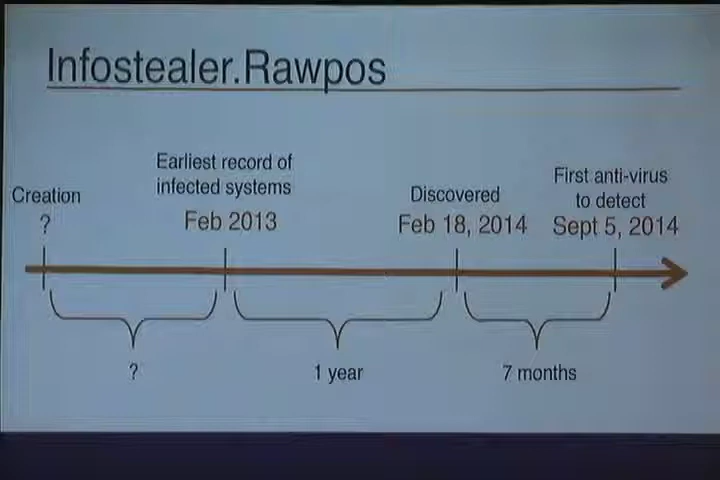 Infostealer.Rawpos
Creation
?
Earliest record of
infected systems
Feb 2013
Discovered
Feb 18, 2014
First anti-virus
to detect
Sept 5, 2014
?
1 year
7 months